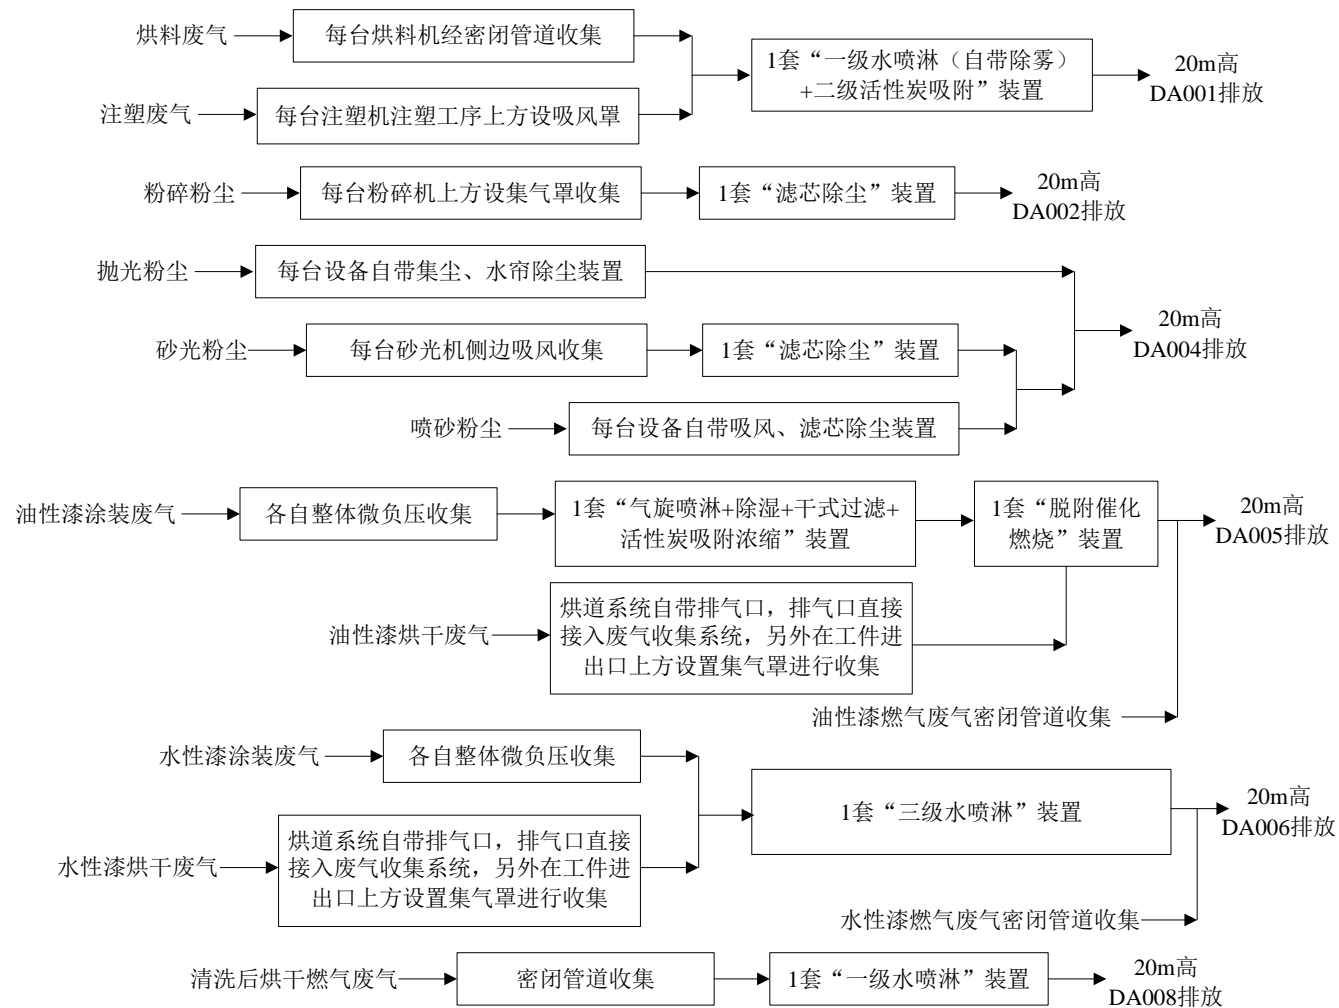 烘料废气
每台烘料机经密闭管道收集
注塑废气
每台注塑机注塑工序上方设吸风罩
1套“一级水喷淋（自带除雾）
+二级活性炭吸附”装置
20m高
DA001排放
粉碎粉尘
每台粉碎机上方设集气罩收集
1套“滤芯除尘”装置
20m高
DA002排放
抛光粉尘
每台设备自带集尘、水帘除尘装置
砂光粉尘
每台砂光机侧边吸风收集
1套“滤芯除尘”装置
喷砂粉尘
每台设备自带吸风、滤芯除尘装置
20m高
DA004排放
油性漆涂装废气
各自整体微负压收集
1套“气旋喷淋+除湿+干式过滤+
活性炭吸附浓缩”装置
1套“脱附催化
燃烧”装置
20m高
DA005排放
油性漆烘干废气
烘道系统自带排气口，排气口直接
接入废气收集系统，另外在工件进
出口上方设置集气罩进行收集
油性漆燃气废气密闭管道收集
水性漆涂装废气
各自整体微负压收集
水性漆烘干废气
烘道系统自带排气口，排气口直接
接入废气收集系统，另外在工件进
出口上方设置集气罩进行收集
1套“三级水喷淋”装置
20m高
DA006排放
水性漆燃气废气密闭管道收集
清洗后烘干燃气废气
密闭管道收集
1套“一级水喷淋”装置
20m高
DA008排放